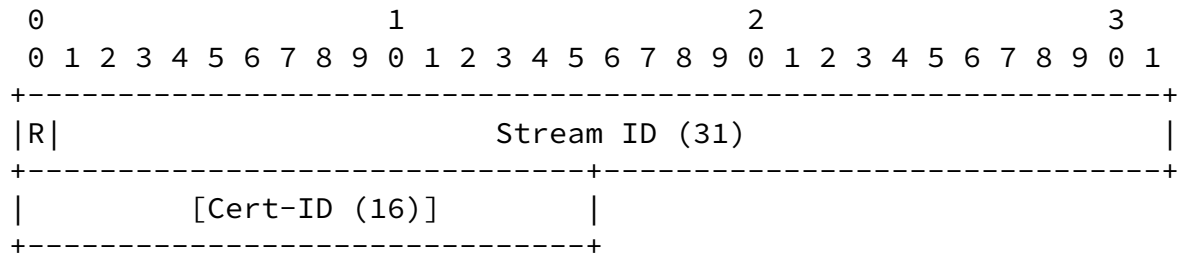 0                   1                   2                   3
 0 1 2 3 4 5 6 7 8 9 0 1 2 3 4 5 6 7 8 9 0 1 2 3 4 5 6 7 8 9 0 1
+---------------------------------------------------------------+
|R|                        Stream ID (31)                       |
+-------------------------------+-------------------------------+
|         [Cert-ID (16)]        |
+-------------------------------+